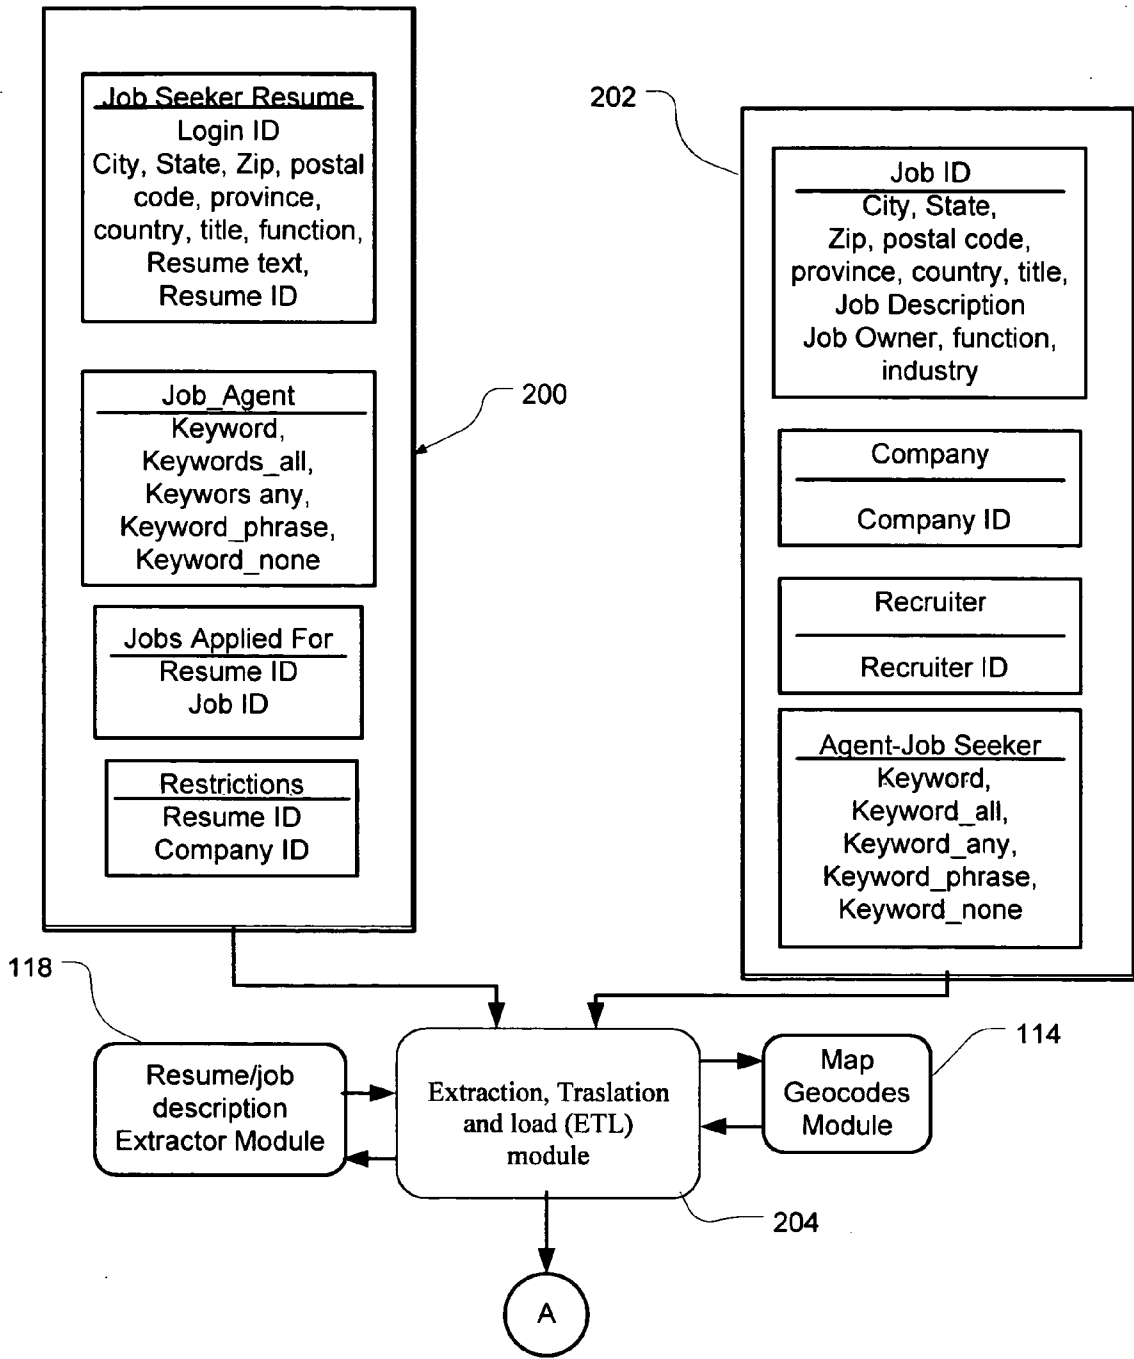 Job Seeker Resume
Login ID
City, State, Zip, postal
code, province,
country, title, function,
Resume text,
Resume ID
Job_Agent
Keyword,
Keywords_all,
Keywors any,
Keyword_phrase,
Keyword_none
Jobs Applied For
Resume ID
Job ID
Restrictions
Resume ID
Company ID
200
202
Job ID
City, State,
Zip, postal code,
province, country, title,
Job Description
Job Owner, function,
industry
Company
Company ID
Recruiter
Recruiter ID
Agent-Job Seeker
Keyword,
Keyword_all,
Keyword_any,
Keyword_phrase,
Keyword_none
118
Resume/job
description
Extractor Module
Extraction, Traslation
and load (ETL)
module
204
Map
Geocodes
Module
114
A